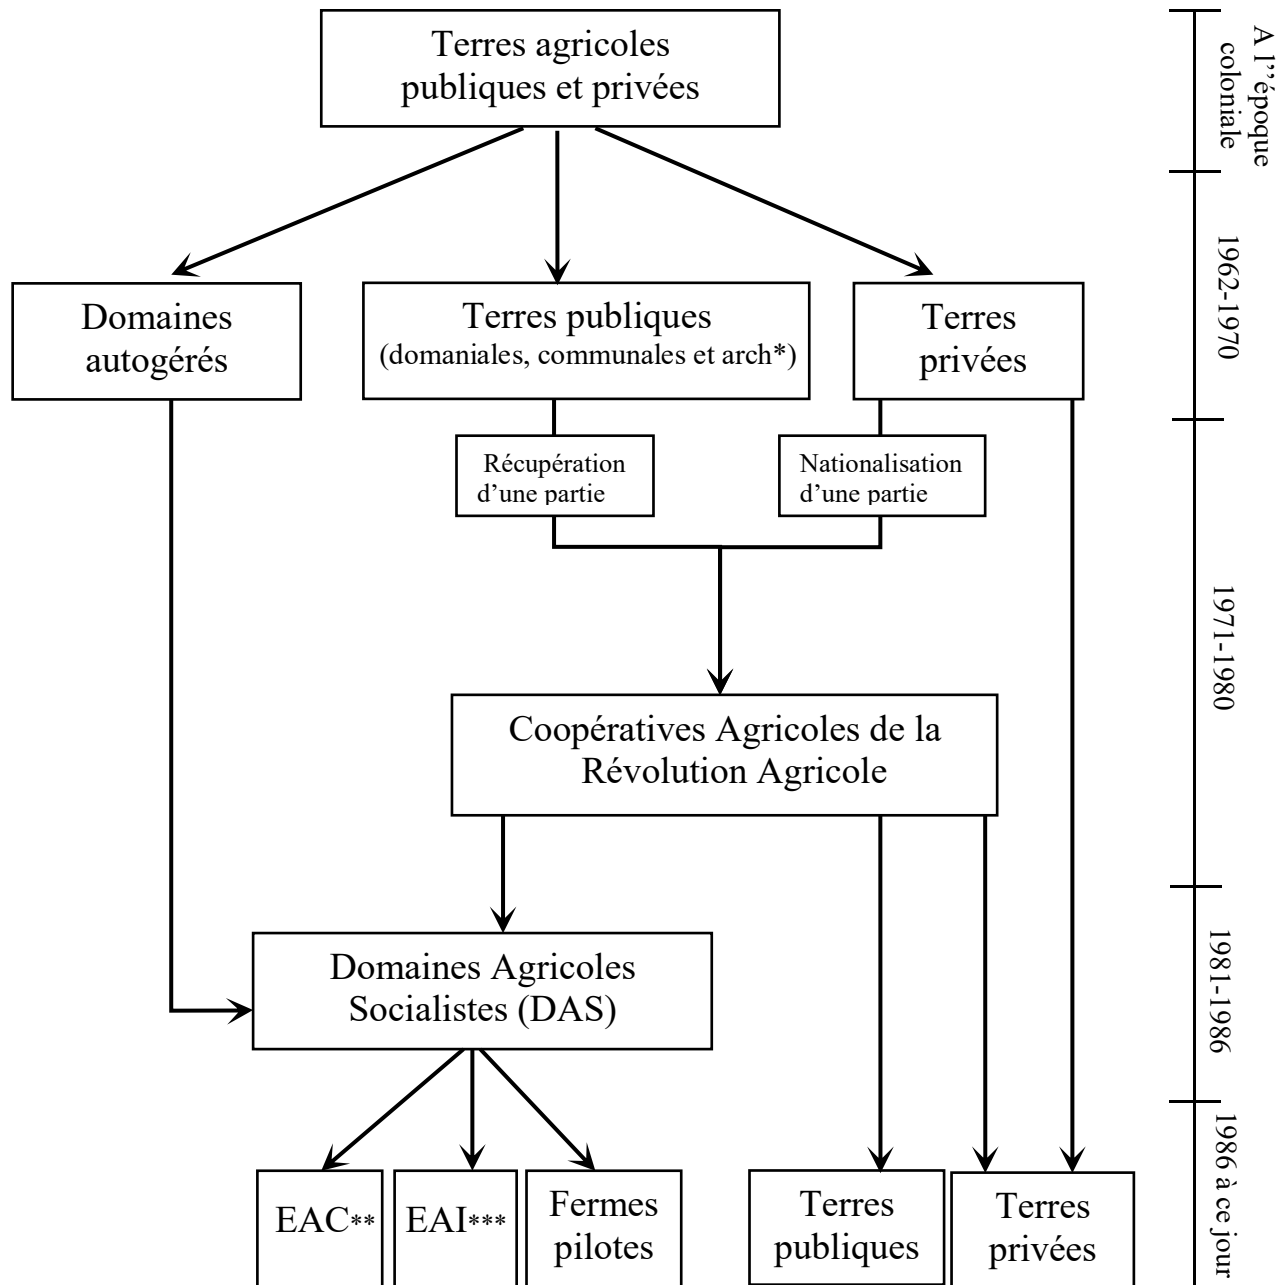 Terres agricoles
publiques et privées
A l’’époque
coloniale
1962-1970
Domaines
autogérés
Terres publiques
(domaniales, communales et arch*)
Terres
privées
Récupération
d’une partie
Nationalisation
d’une partie
1971-1980
Coopératives Agricoles de la
Révolution Agricole
1981-1986
Domaines Agricoles
Socialistes (DAS)
1986 à ce jour
EAC**
EAI***
Fermes
pilotes
Terres
publiques
Terres
privées